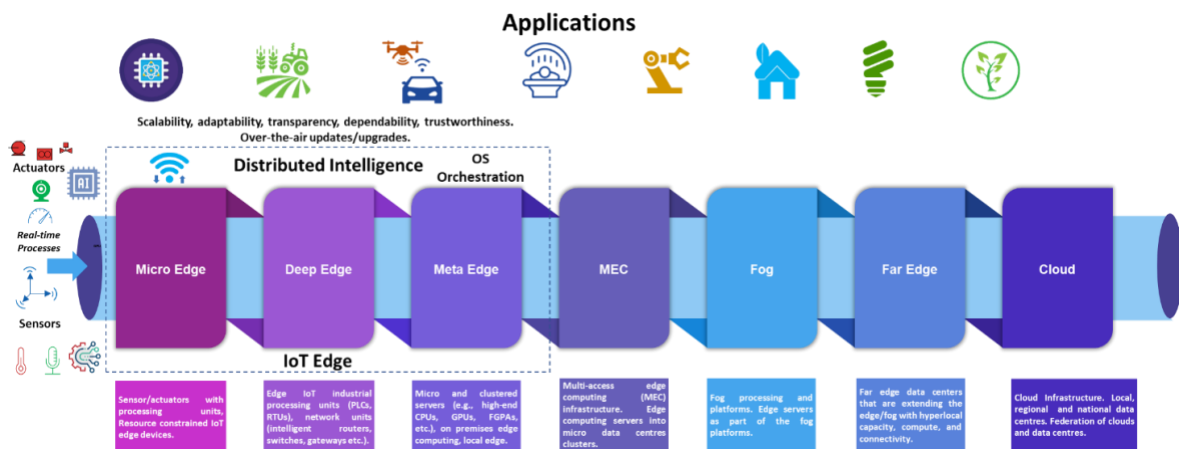 Applications
Scalability, adaptability, transparency, dependability, trustworthiness.
Over-the-air updates/upgrades.
Distributed Intelligence
OS
Orchestration
Actuators
AI
Real-time
Processes
Sensors
Micro Edge
Deep Edge
Meta Edge
MEC
Fog
Far Edge
Cloud
IoT Edge
Sensor/actuators with
processing units,
Resource constrained IoT
edge devices.
Edge IoT industrial
processing units (PLCs,
RTUs), network units
(intelligent routers,
switches, gateways etc.).
Micro and clustered
servers (e.g., high-end
CPUs, GPUs, FGPAs,
etc.), on premises edge
computing, local edge.
Multi-access edge
computing (MEC)
infrastructure. Edge
computing servers into
micro data centres
clusters.
Fog processing and
platforms. Edge servers
as part of the fog
platforms.
Far edge data centers
that are extending the
edge/fog with hyperlocal
capacity, compute, and
connectivity.
Cloud Infrastructure. Local,
regional and national data
centres. Federation of clouds
and data centres.